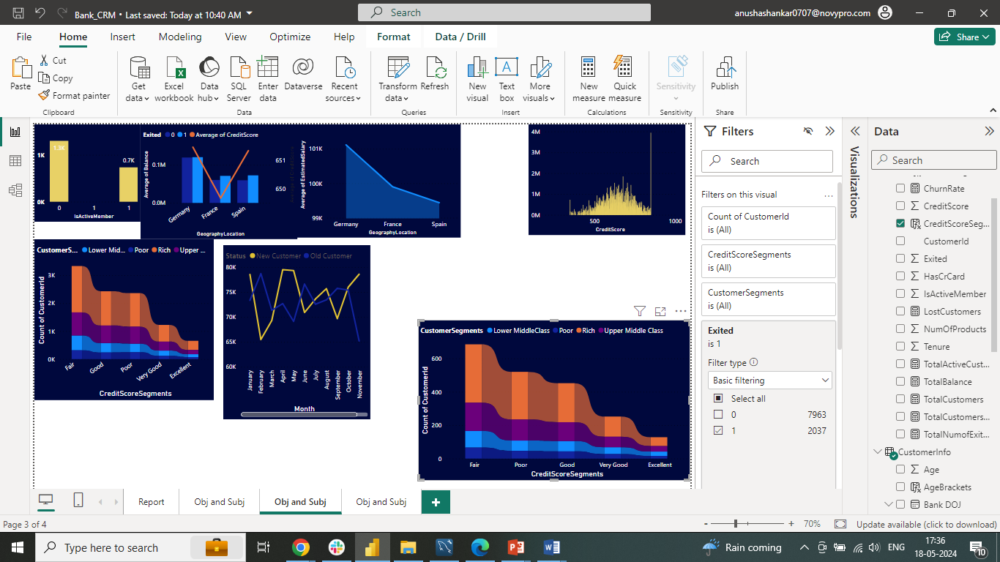 Bank_CRM • Last saved: Today at 10:40 AM
Search
anushashankar0707@novypro.com
File Home Insert Modeling View Optimize Help Format Data / Drill
Share
Paste
Cut
Copy
Format painter
Clipboard
Get data
Excel workbook
Data hub
SQL Server
Enter data
Dataverse
Recent sources
Data
Transform data
Refresh
Queries
New visual
Text box
More visuals
Insert
New measure
Quick measure
Calculations
Sensitivity
Sensitivity
Publish
Share
1K
0K
1.3K
0.7K
0 1 1
IsActiveMember
Exited 0 1 Average of CreditScore
Average of Balance
0.1M
0.0M
651
650
Germany
France
Spain
GeographyLocation
Average of EstimatedSalary
101K
100K
99K
Germany France Spain
GeographyLocation
4M
3M
2M
1M
0M
500 1000
CreditScore
CustomerS... Lower Mid... Poor Rich Upper ...
Count of CustomerId
3K
2K
1K
0K
Fair
Good
Poor
Very Good
Excellent
CreditScoreSegments
Status New Customer Old Customer
80K
75K
70K
65K
60K
January
February
March
April
May
June
July
August
September
October
November
Month
CustomerSegments Lower MiddleClass Poor Rich Upper Middle Class
Count of CustomerId
600
400
200
0
Fair Poor Good Very Good Excellent
CreditScoreSegments
Filters
Search
Filters on this visual
...
Count of CustomerId
is (All)
CreditScoreSegments
is (All)
CustomerSegments
is (All)
Exited
is 1
Filter type
Basic filtering
Select all
0 7963
1 2037
Visualizations
Data
Search
ChurnRate
CreditScore
CreditScoreSeg...
CustomerId
Exited
HasCrCard
IsActiveMember
LostCustomers
NumOfProducts
Tenure
TotalActiveCust...
TotalBalance
TotalCustomers
TotalCustomers...
TotalNumofExit...
CustomerInfo
Age
AgeBrackets
Bank DOJ
Report
Obj and Subj
Obj and Subj
Obj and Subj
+
Page 3 of 4
- + 70%
Update available (click to download)
Type here to search
Rain coming
ENG
17:36
18-05-2024
10